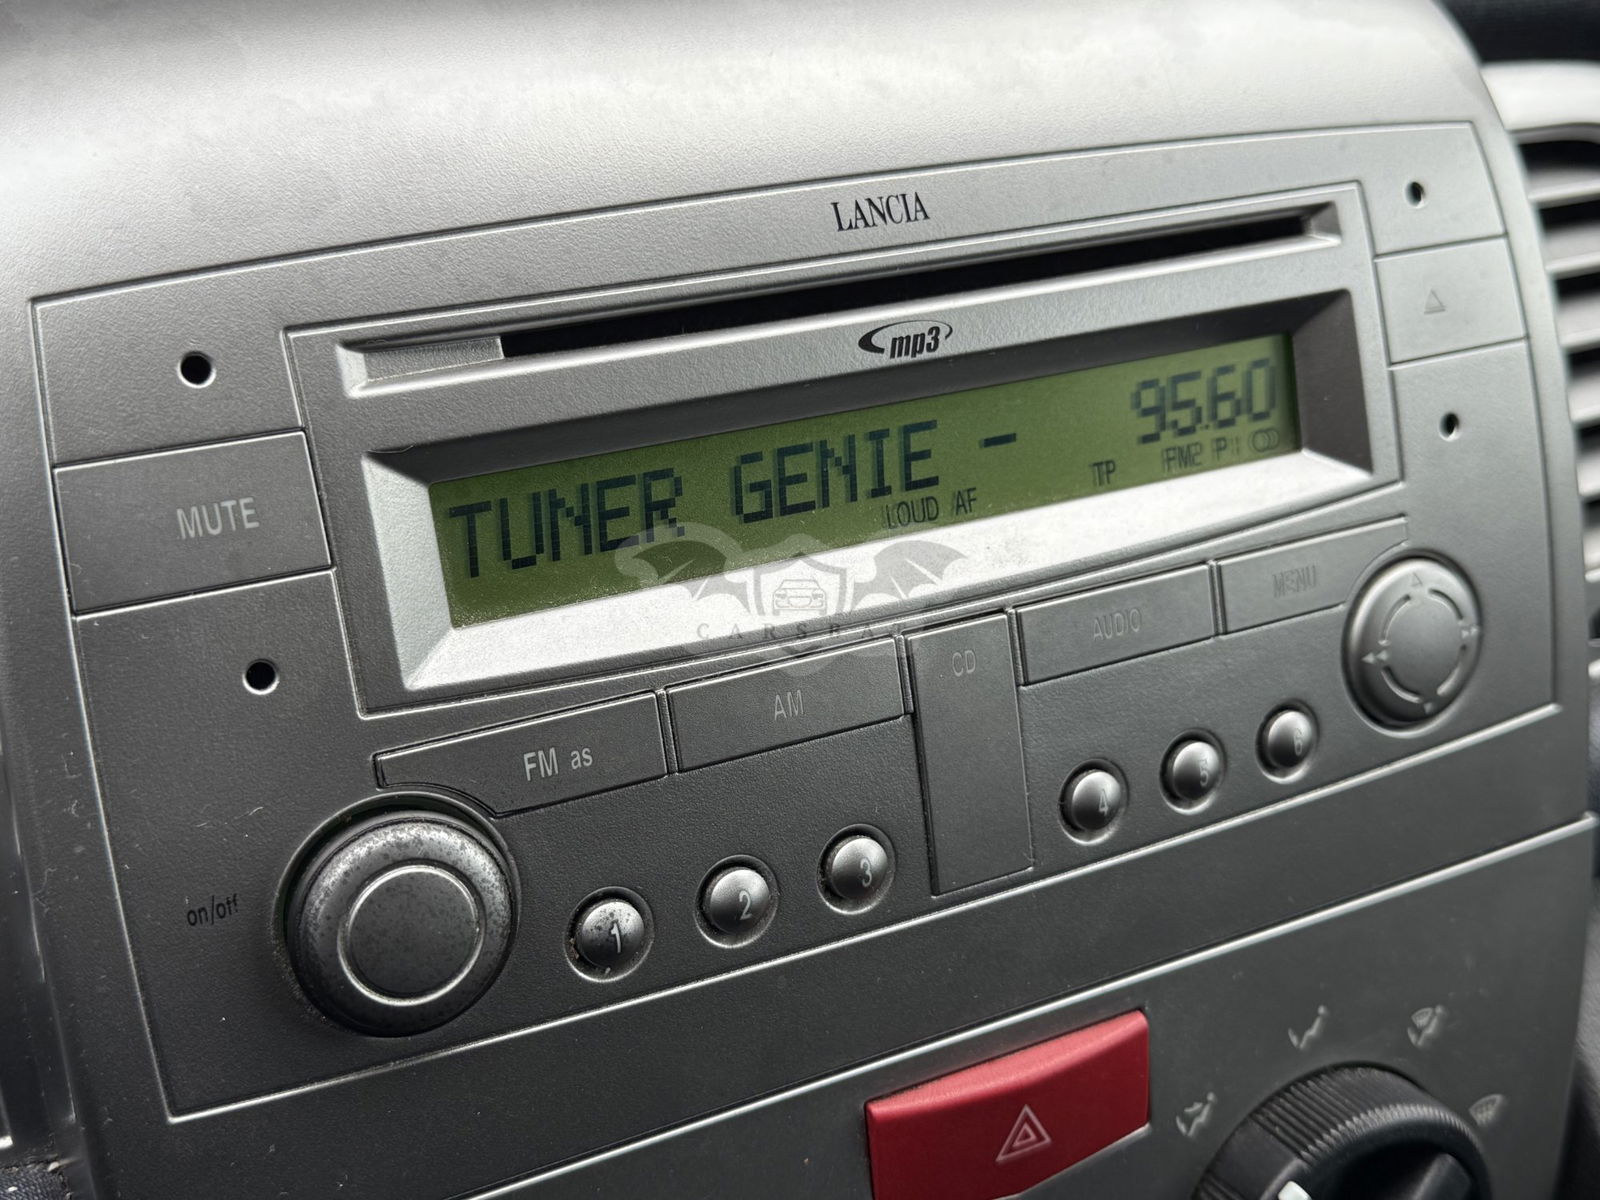 LANCIA
mp3
TUNER GENIE - 95.60
LOUD AF TP FM2 P
MUTE
CARSBAT
FM as
AM
CD
AUDIO
MENU
on/off
1
2
3
4
5
6